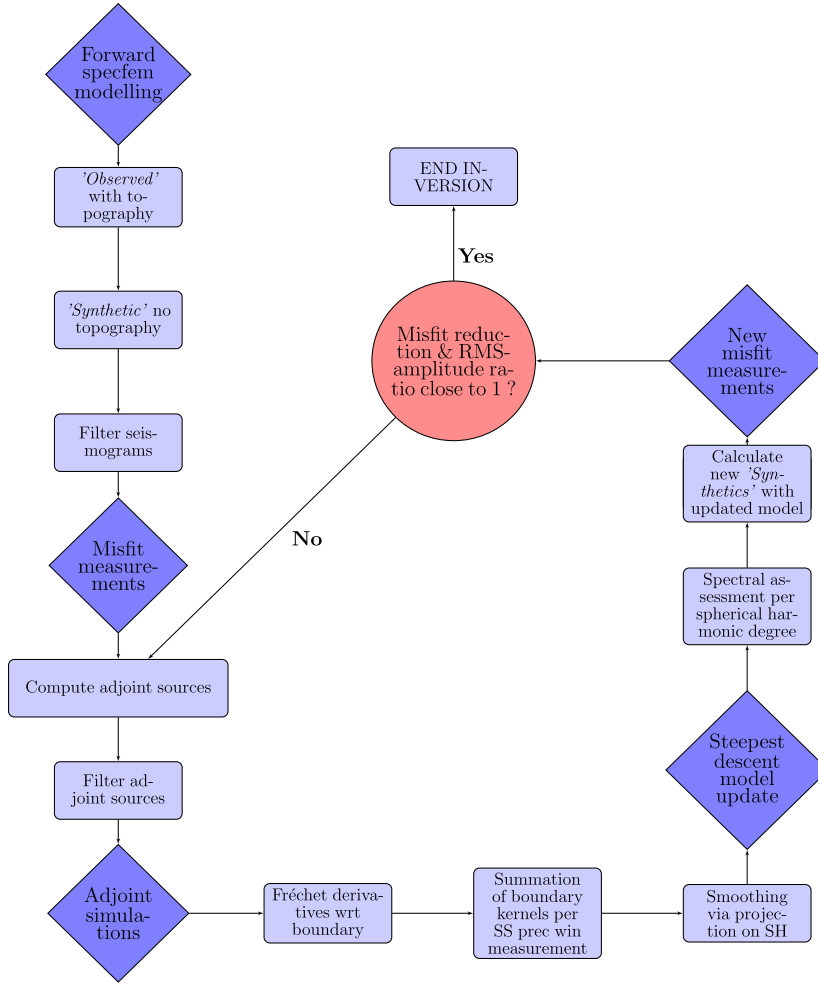 Forward
specfem
modelling
'Observed'
with to-
pography
'Synthetic' no
topography
Filter seis-
mograms
Misfit
measure-
ments
Compute adjoint sources
Filter ad-
joint sources
Adjoint
simula-
tions
Fréchet deriva-
tives wrt
boundary
Summation
of boundary
kernels per
SS prec win
measurement
Smoothing
via projec-
tion on SH
Steepest
descent
model
update
Spectral as-
sessment per
spherical har-
monic degree
Calculate
new 'Syn-
thetics' with
updated model
New
misfit
measure-
ments
Misfit reduc-
tion & RMS-
amplitude ra-
tio close to 1 ?
Yes
END IN-
VERSION
No